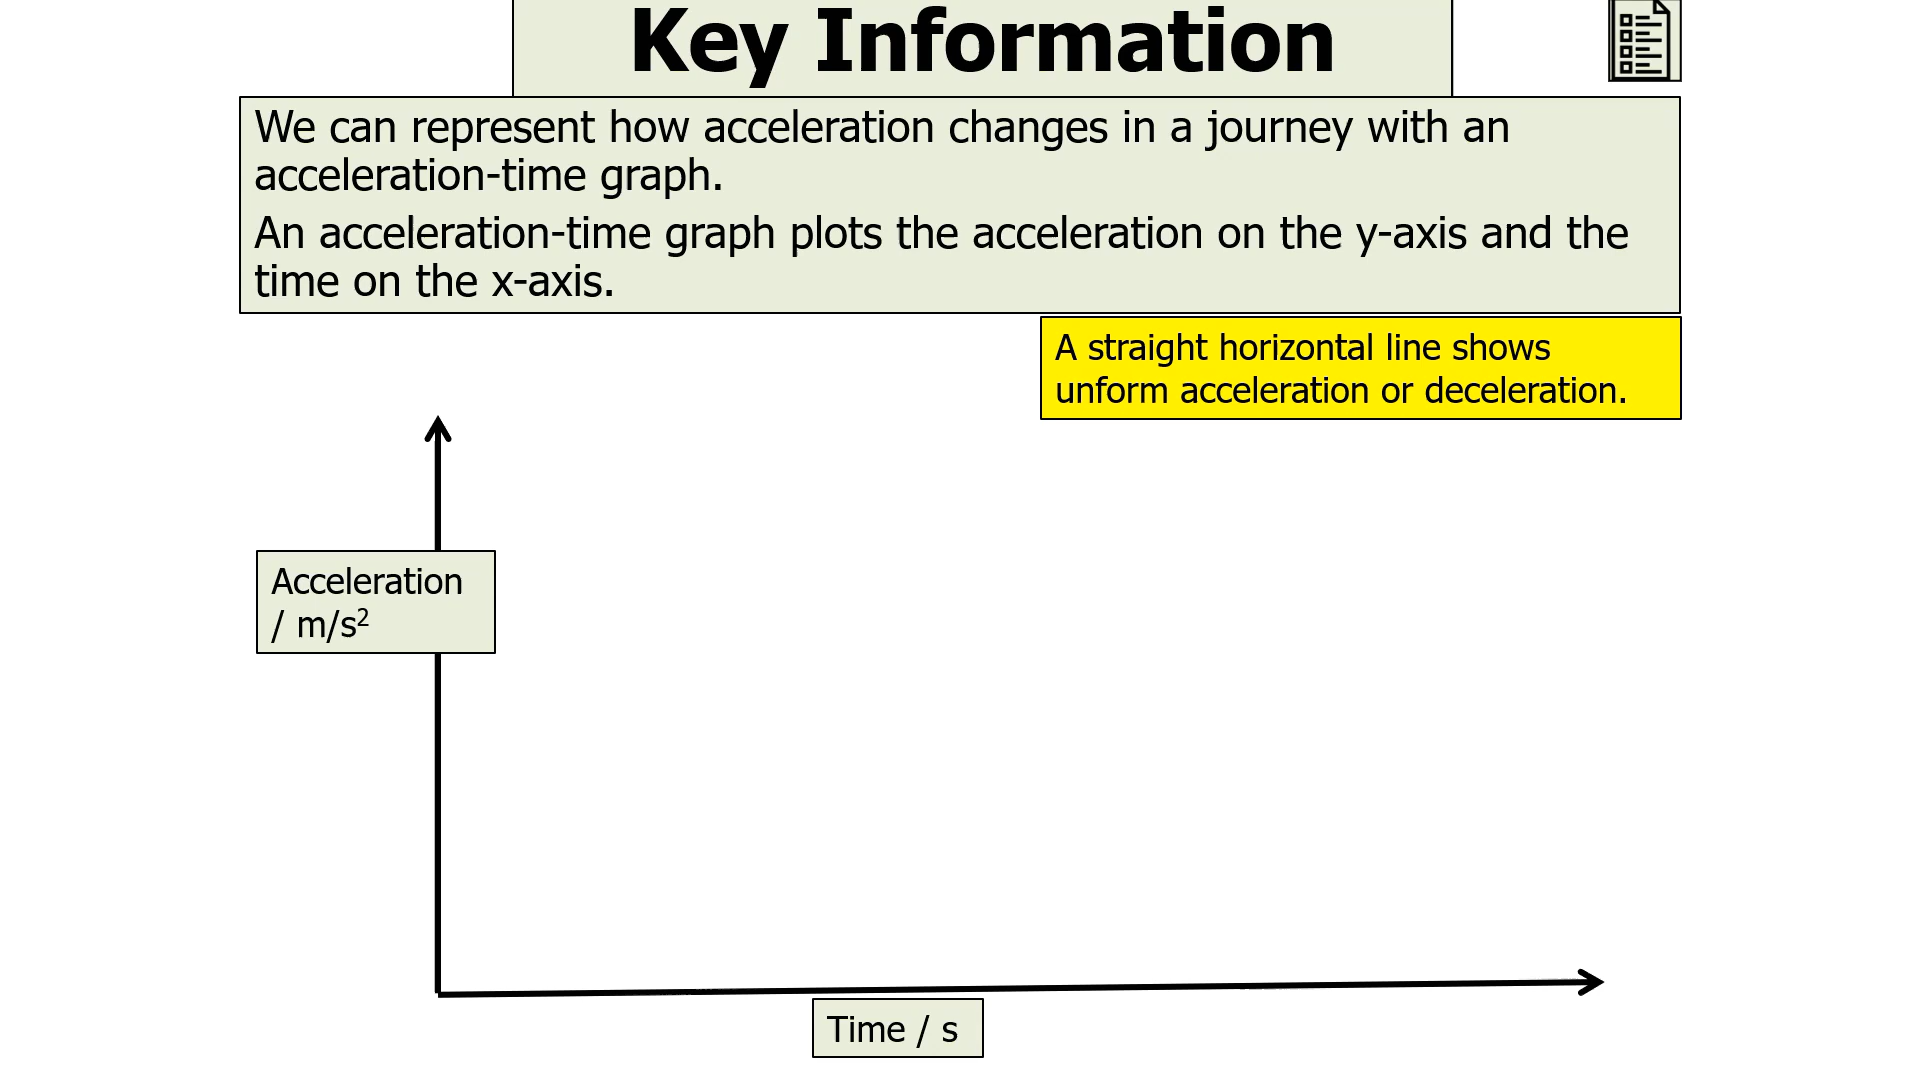 Key Information
We can represent how acceleration changes in a journey with an
acceleration-time graph.
An acceleration-time graph plots the acceleration on the y-axis and the
time on the x-axis.
A straight horizontal line shows
unform acceleration or deceleration.
Acceleration
/ m/s²
Time / s